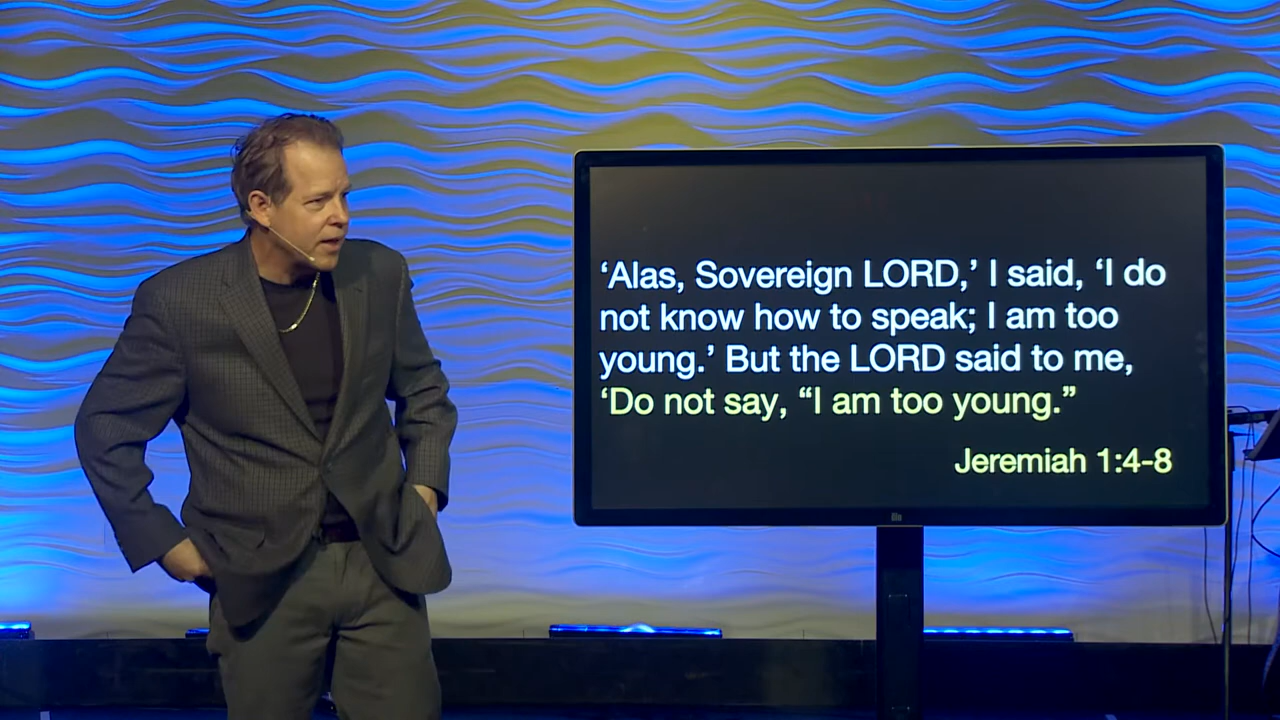 ‘Alas, Sovereign LORD,’ I said, ‘I do
not know how to speak; I am too
young.’ But the LORD said to me,
‘Do not say, “I am too young.”
Jeremiah 1:4-8
elo